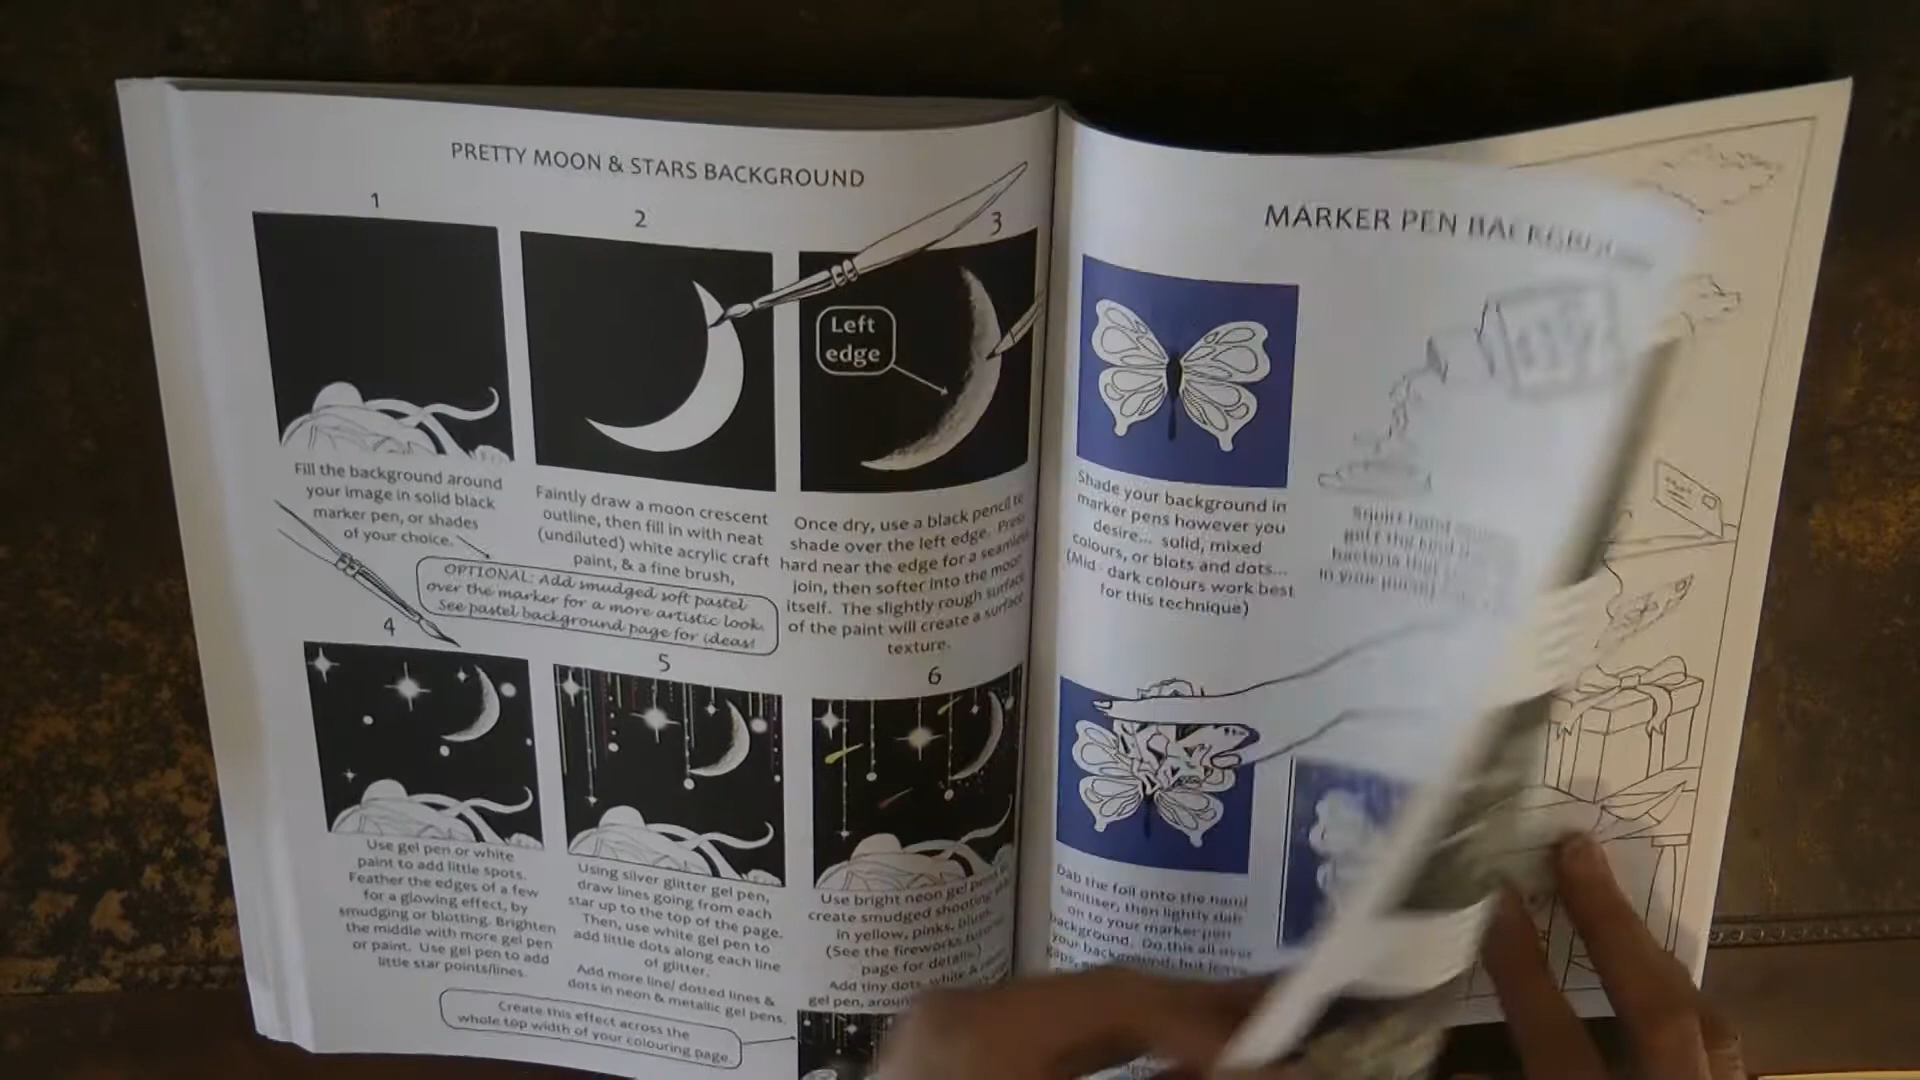 PRETTY MOON & STARS BACKGROUND
1
2
3
Left
edge
Fill the background around
your image in solid black
marker pen, or shades
of your choice.
Faintly draw a moon crescent
outline, then fill in with neat
(undiluted) white acrylic craft
paint, & a fine brush,
Once dry, use a black pencil to
shade over the left edge. Press
hard near the edge for a seamless
join, then softer into the moon
itself. The slightly rough surface
of the paint will create a surface
texture.
OPTIONAL: Add smudged soft pastel
over the marker for a more artistic look.
See pastel background page for ideas!
4
5
6
Use gel pen or white
paint to add little spots.
Feather the edges of a few
for a glowing effect, by
smudging or blotting. Brighten
the middle with more gel pen
or paint. Use gel pen to add
little star points/lines.
Using silver glitter gel pen,
draw lines going from each
star up to the top of the page.
Then, use white gel pen to
add little dots along each line
of glitter.
Add more line/ dotted lines &
dots in neon & metallic gel pens.
Use bright neon gel
create smudged shooting
in yellow, pinks, blues.
(See the fireworks
page for details)
Add tiny dots, white &
gel pen,
Create this effect across the
whole top width of your colouring page.
MARKER PEN
Shade your background in
marker pens however you
desire... solid, mixed
colours, or blots and dots...
(Mid - dark colours work best
for this technique)
Squirt hand
in your
Dab the foil onto the hand
sanitiser, then lightly dab
on to your marker pen
background. Do this all over
your background, but leave
gaps,